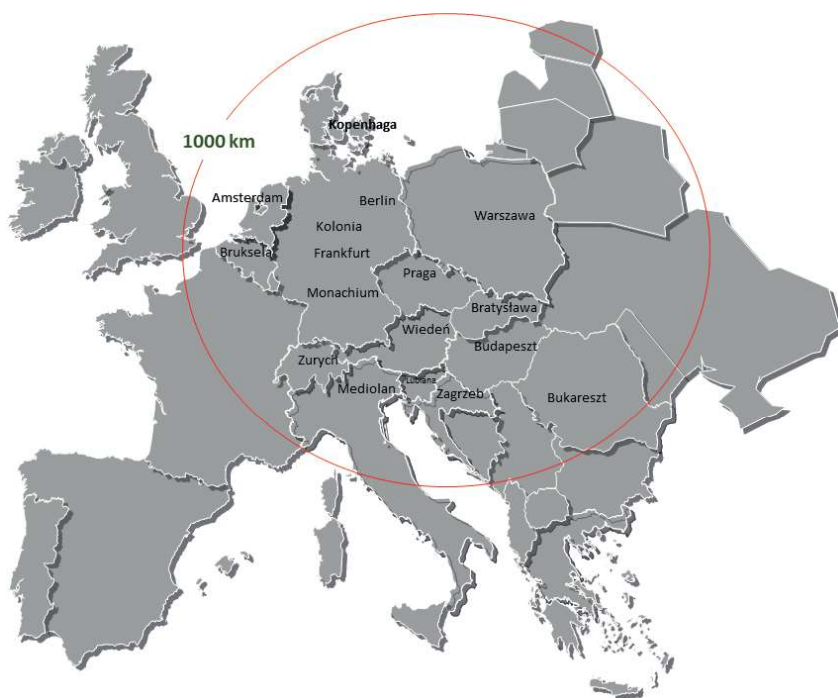 Kopenhaga
1000 km
Amsterdam
Berlin
Warszawa
Kolonia
Bruksela
Frankfurt
Praga
Monachium
Bratysława
Wiedeń
Budapeszt
Zurych
Lublana
Mediolan
Zagrzeb
Bukareszt